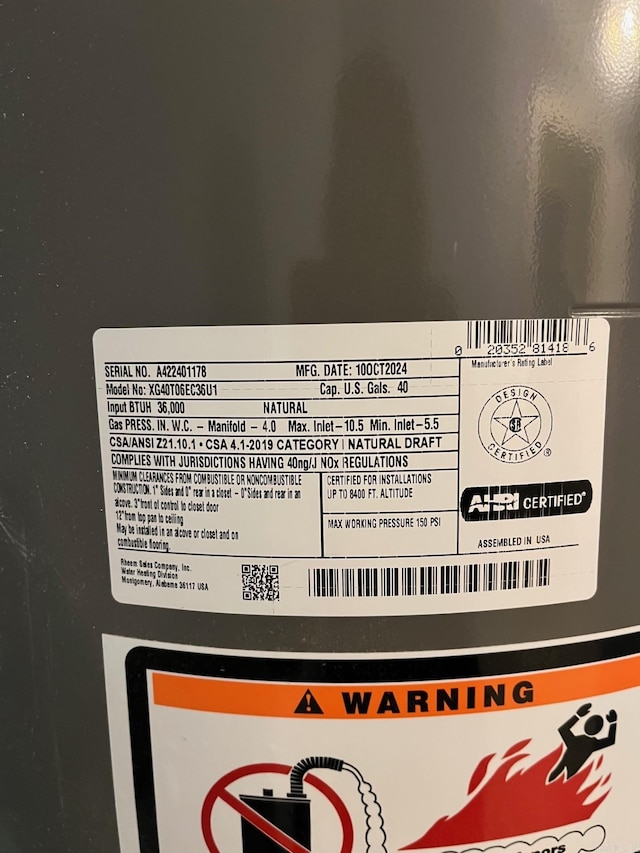 0 20352 81418 6
SERIAL NO. A422401178 MFG. DATE: 10OCT2024
Manufacturer's Rating Label
Model No: XG40T06EC36U1 Cap. U.S. Gals. 40
Input BTUH 36,000 NATURAL
Gas PRESS. IN. W.C. - Manifold - 4.0 Max. Inlet-10.5 Min. Inlet-5.5
CSA/ANSI Z21.10.1 • CSA 4.1-2019 CATEGORY I NATURAL DRAFT
COMPLIES WITH JURISDICTIONS HAVING 40ng/J NOx REGULATIONS
DESIGN
CERTIFIED ®
MINIMUM CLEARANCES FROM COMBUSTIBLE OR NONCOMBUSTIBLE
CONSTRUCTION. 1" Sides and 0" rear in a closet - 0" Sides and rear in an
alcove. 3" front of control to closet door
12" from top pan to ceiling
May be installed in an alcove or closet and on
combustible flooring.
CERTIFIED FOR INSTALLATIONS
UP TO 8400 FT. ALTITUDE
MAX WORKING PRESSURE 150 PSI
AHRI CERTIFIED®
ASSEMBLED IN USA
Rheem Sales Company, Inc.
Water Heating Division
Montgomery, Alabama 36117 USA
WARNING